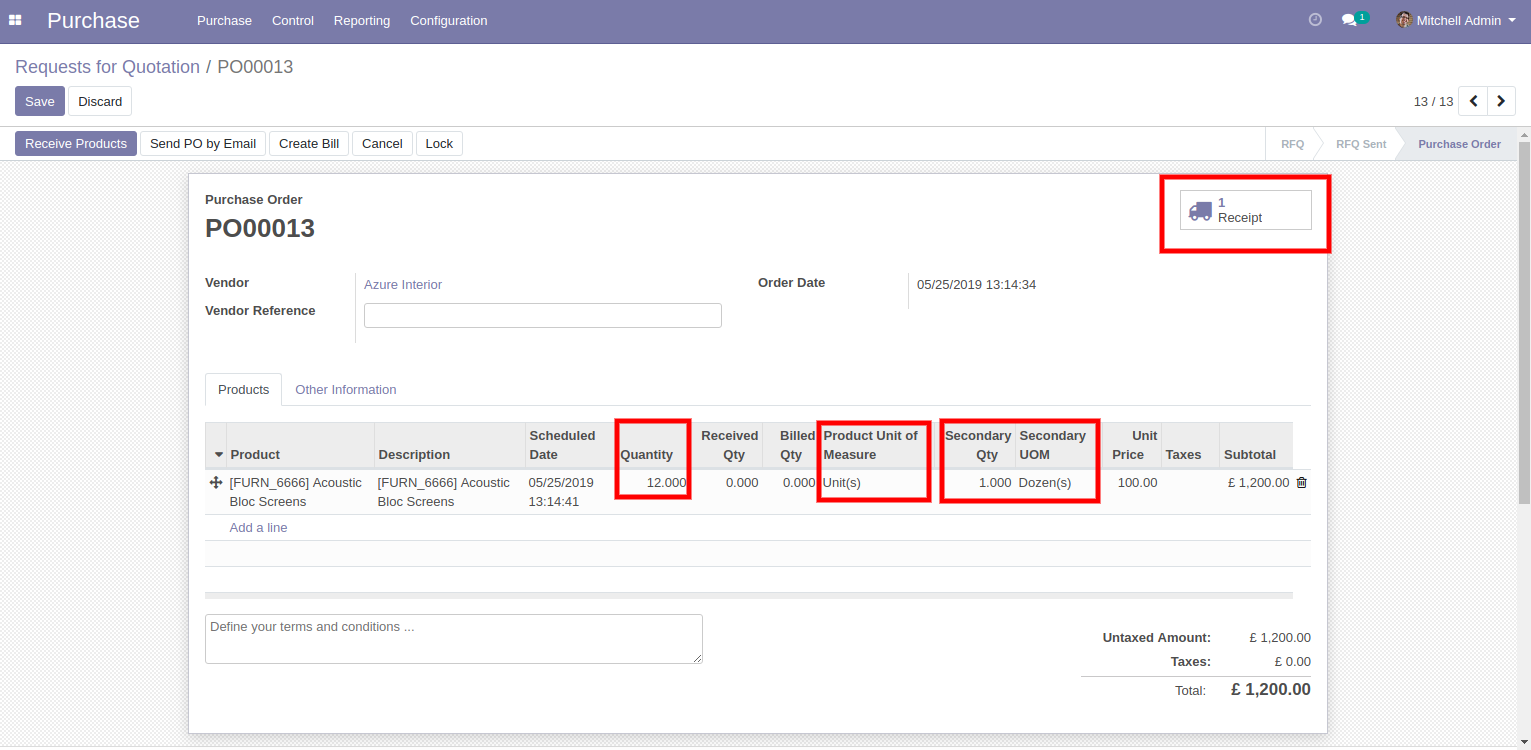 Purchase Purchase Control Reporting Configuration 1 Mitchell Admin
Requests for Quotation / PO00013
Save Discard 13 / 13
Receive Products Send PO by Email Create Bill Cancel Lock RFQ RFQ Sent Purchase Order
Purchase Order
PO00013
1
Receipt
Vendor Azure Interior
Vendor Reference
Order Date 05/25/2019 13:14:34
Products Other Information
Product Description Scheduled Date Quantity Received Qty Billed Qty Product Unit of Measure Secondary Qty Secondary UOM Unit Price Taxes Subtotal
[FURN_6666] Acoustic [FURN_6666] Acoustic 05/25/2019 12.000 0.000 0.000 Unit(s) 1.000 Dozen(s) 100.00 £ 1,200.00
Bloc Screens Bloc Screens 13:14:41
Add a line
Define your terms and conditions ...
Untaxed Amount: £ 1,200.00
Taxes: £ 0.00
Total: £ 1,200.00